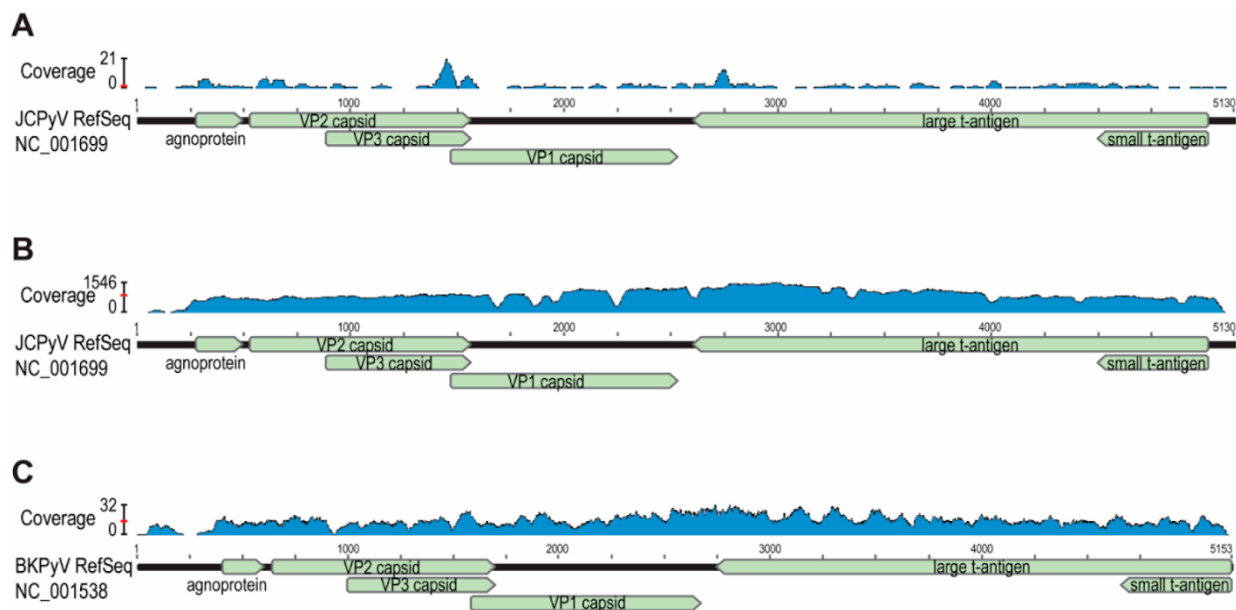 A
Coverage 21
0
1 1000 2000 3000 4000 5130
JCPyV RefSeq VP2 capsid large t-antigen
NC_001699 agnoprotein VP3 capsid small t-antigen
VP1 capsid
B
Coverage 1546
0
1 1000 2000 3000 4000 5130
JCPyV RefSeq VP2 capsid large t-antigen
NC_001699 agnoprotein VP3 capsid small t-antigen
VP1 capsid
C
Coverage 32
0
1 1000 2000 3000 4000 5153
BKPyV RefSeq VP2 capsid large t-antigen
NC_001538 agnoprotein VP3 capsid small t-antigen
VP1 capsid